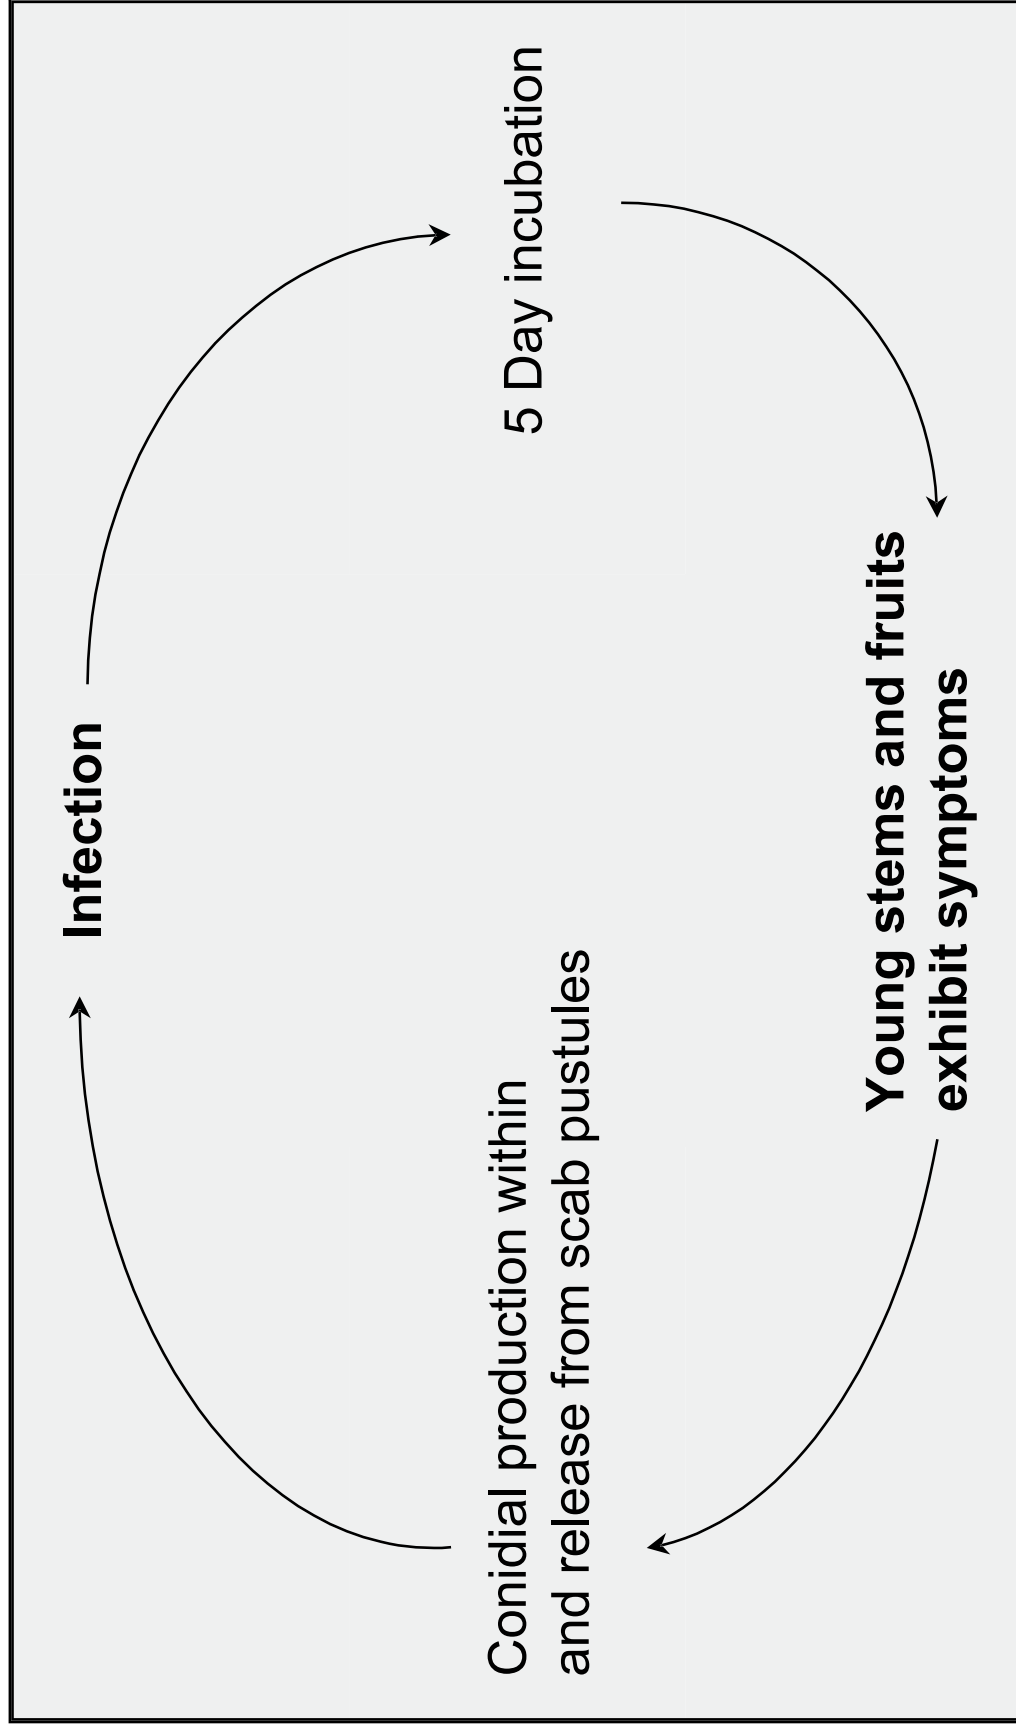 Infection
5 Day incubation
Young stems and fruits
exhibit symptoms
Conidial production within
and release from scab pustules